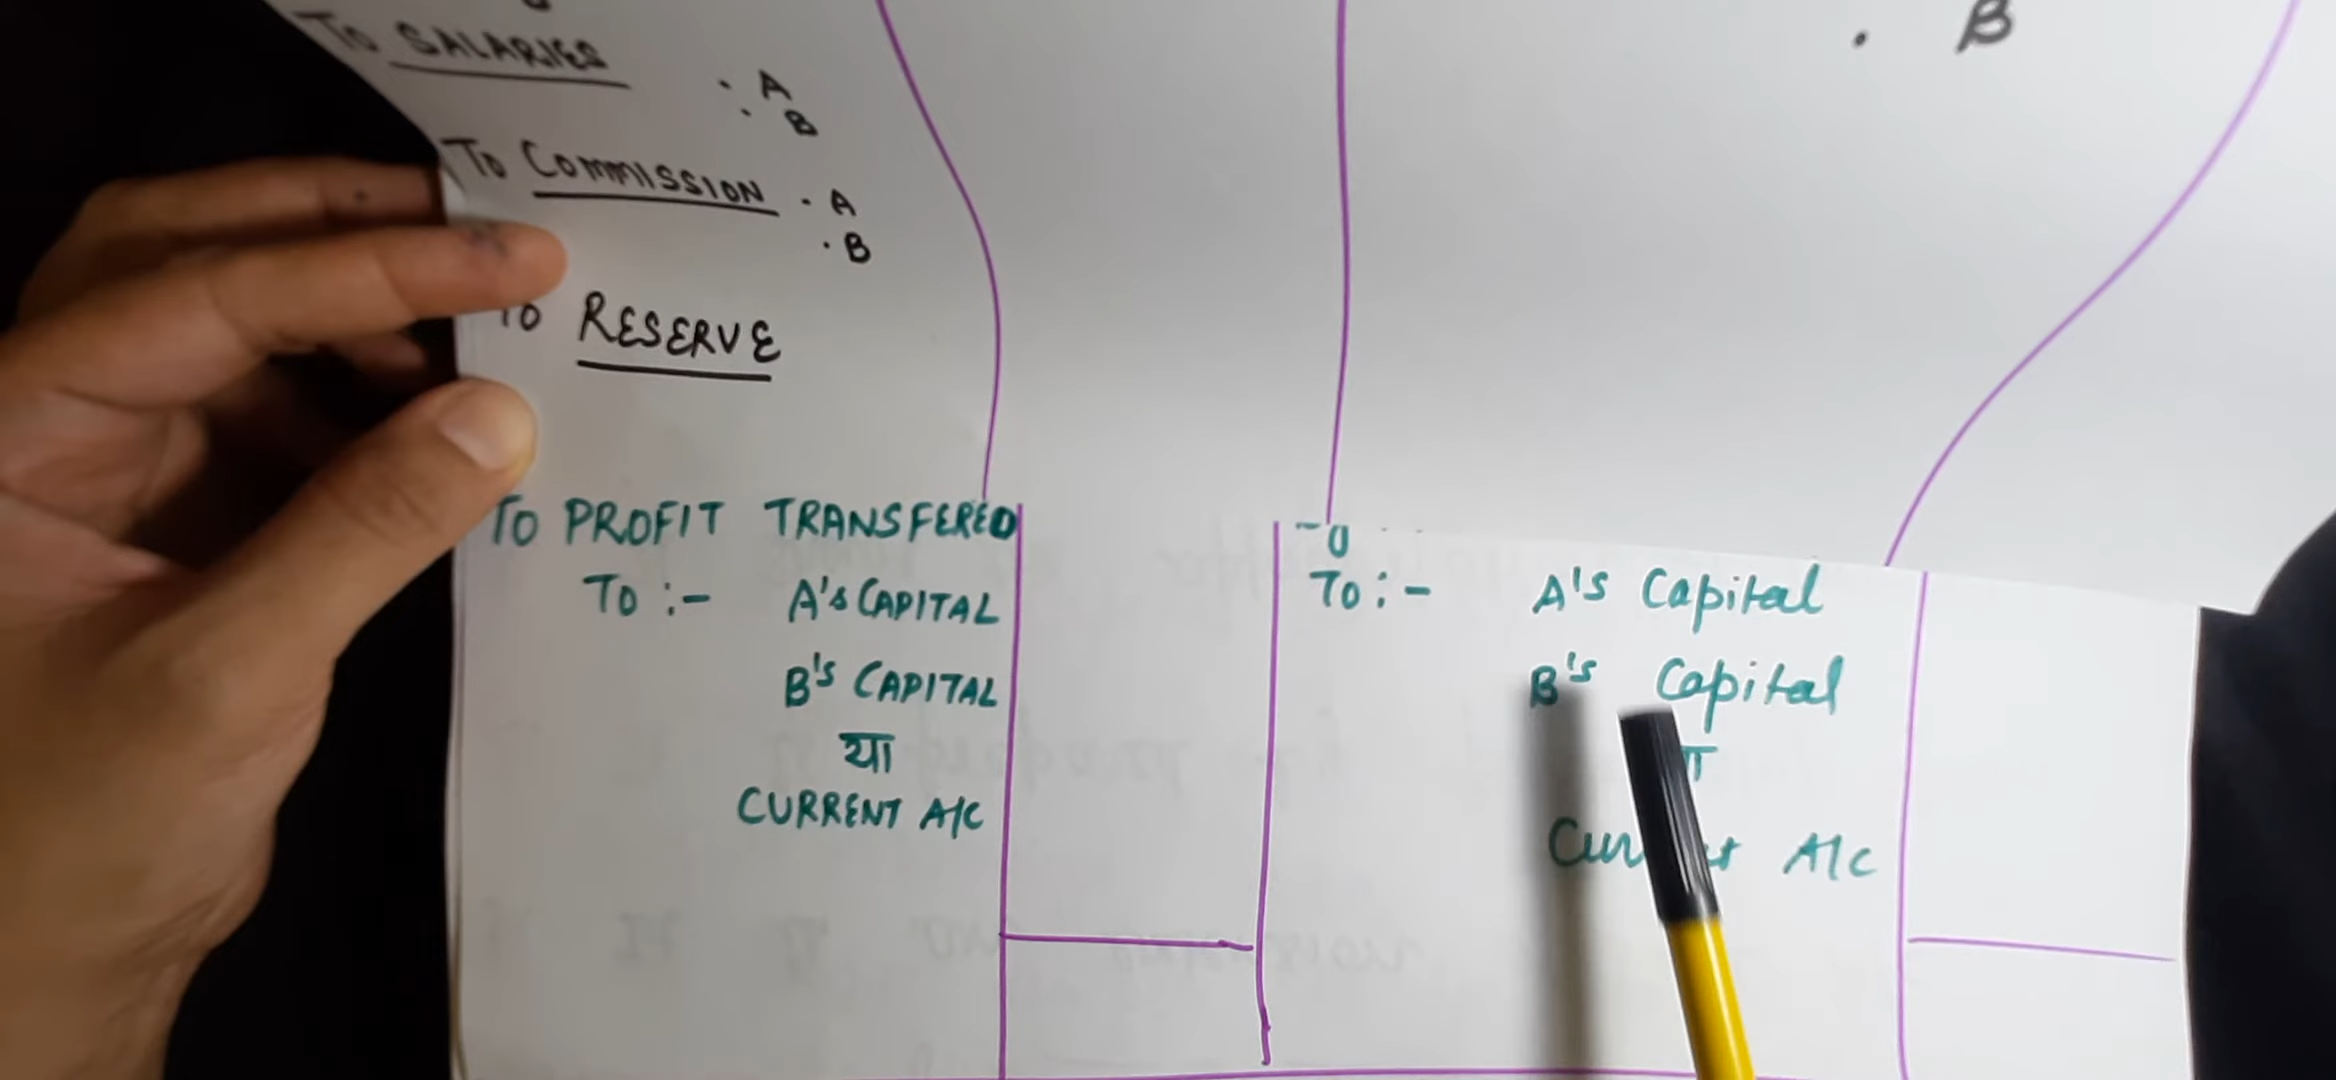 To SALARIES
. A
. B
To COMMISSION . A
. B
To RESERVE
TO PROFIT TRANSFERED
To :- A's CAPITAL
B's CAPITAL
या
CURRENT A/C
. B
To :- A's Capital
B's Capital
A/C